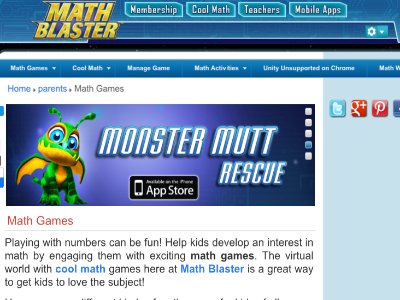 MATH
BLASTER
Membership Cool Math Teachers Mobile Apps
Math Games Cool Math Manage Game Math Activities Unity Unsupported on Chrome Math W
Home parents Math Games
MONSTER MUTT
RESCUE
Available on the iPhone
App Store
Math Games
Playing with numbers can be fun! Help kids develop an interest in
math by engaging them with exciting math games. The virtual
world with cool math games here at Math Blaster is a great way
to get kids to love the subject!